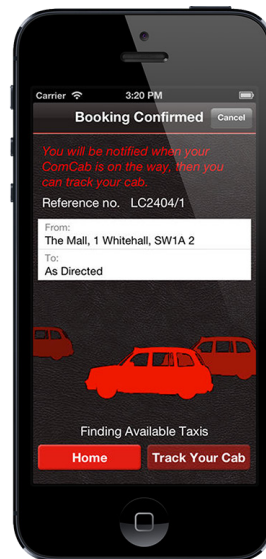 Carrier 3:20 PM
Booking Confirmed Cancel
You will be notified when your
ComCab is on the way, then you
can track your cab.
Reference no. LC2404/1
From:
The Mall, 1 Whitehall, SW1A 2
To:
As Directed
Finding Available Taxis
Home Track Your Cab